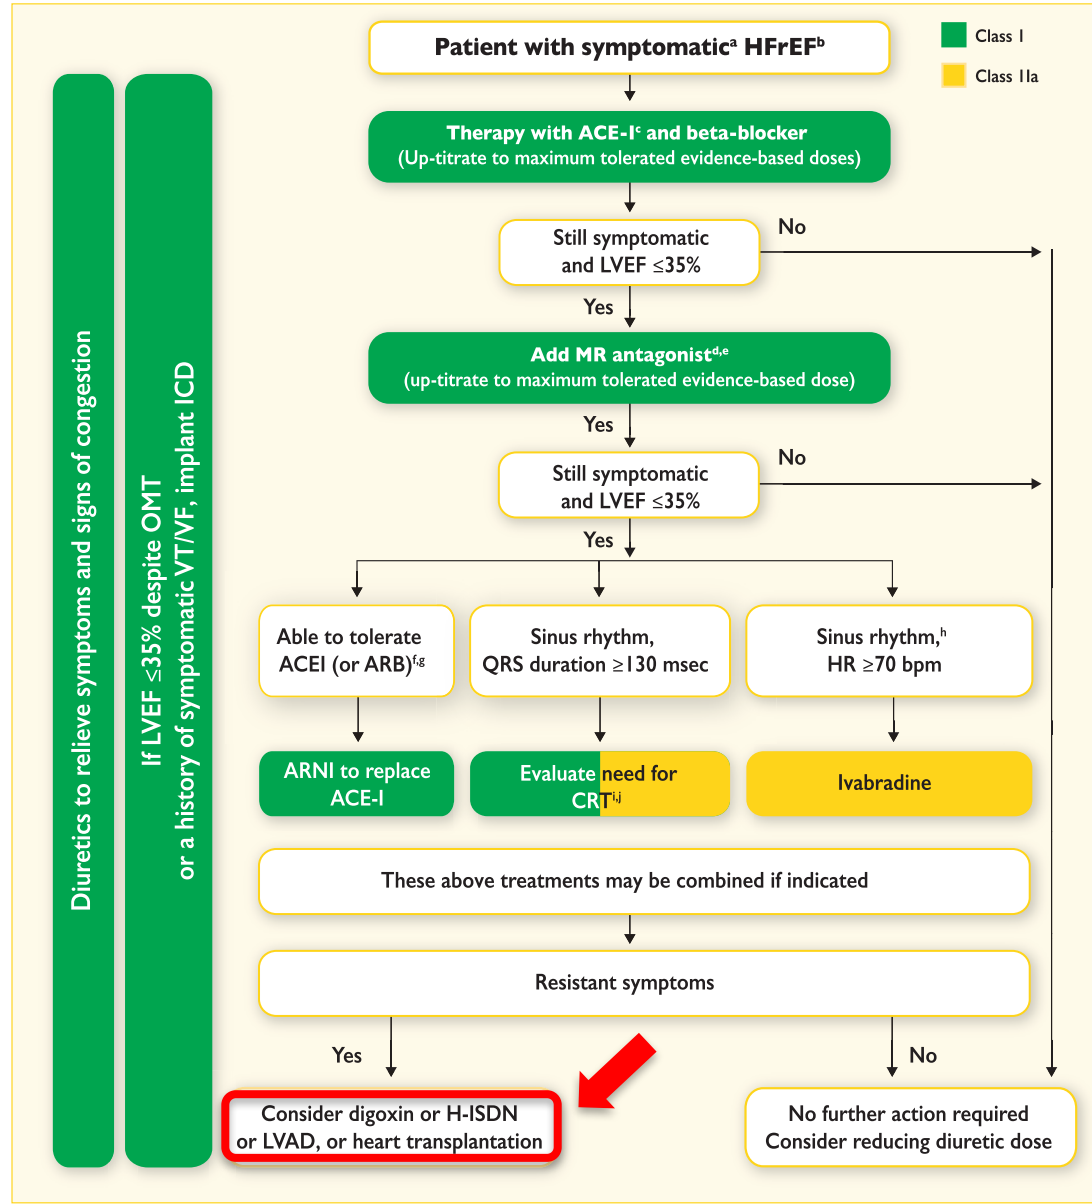 Patient with symptomaticᵃ HFrEFᵇ
Class I
Class IIa
Therapy with ACE-Iᶜ and beta-blocker
(Up-titrate to maximum tolerated evidence-based doses)
Still symptomatic
and LVEF ≤35%
No
Yes
Add MR antagonistᵈ,ᵉ
(up-titrate to maximum tolerated evidence-based dose)
Yes
Still symptomatic
and LVEF ≤35%
No
Yes
Able to tolerate
ACEI (or ARB)ᶠ,ᵍ
Sinus rhythm,
QRS duration ≥130 msec
Sinus rhythm,ʰ
HR ≥70 bpm
ARNI to replace
ACE-I
Evaluate need for
CRTⁱ,ʲ
Ivabradine
These above treatments may be combined if indicated
Resistant symptoms
Yes
No
Consider digoxin or H-ISDN
or LVAD, or heart transplantation
No further action required
Consider reducing diuretic dose
Diuretics to relieve symptoms and signs of congestion
If LVEF ≤35% despite OMT
or a history of symptomatic VT/VF, implant ICD